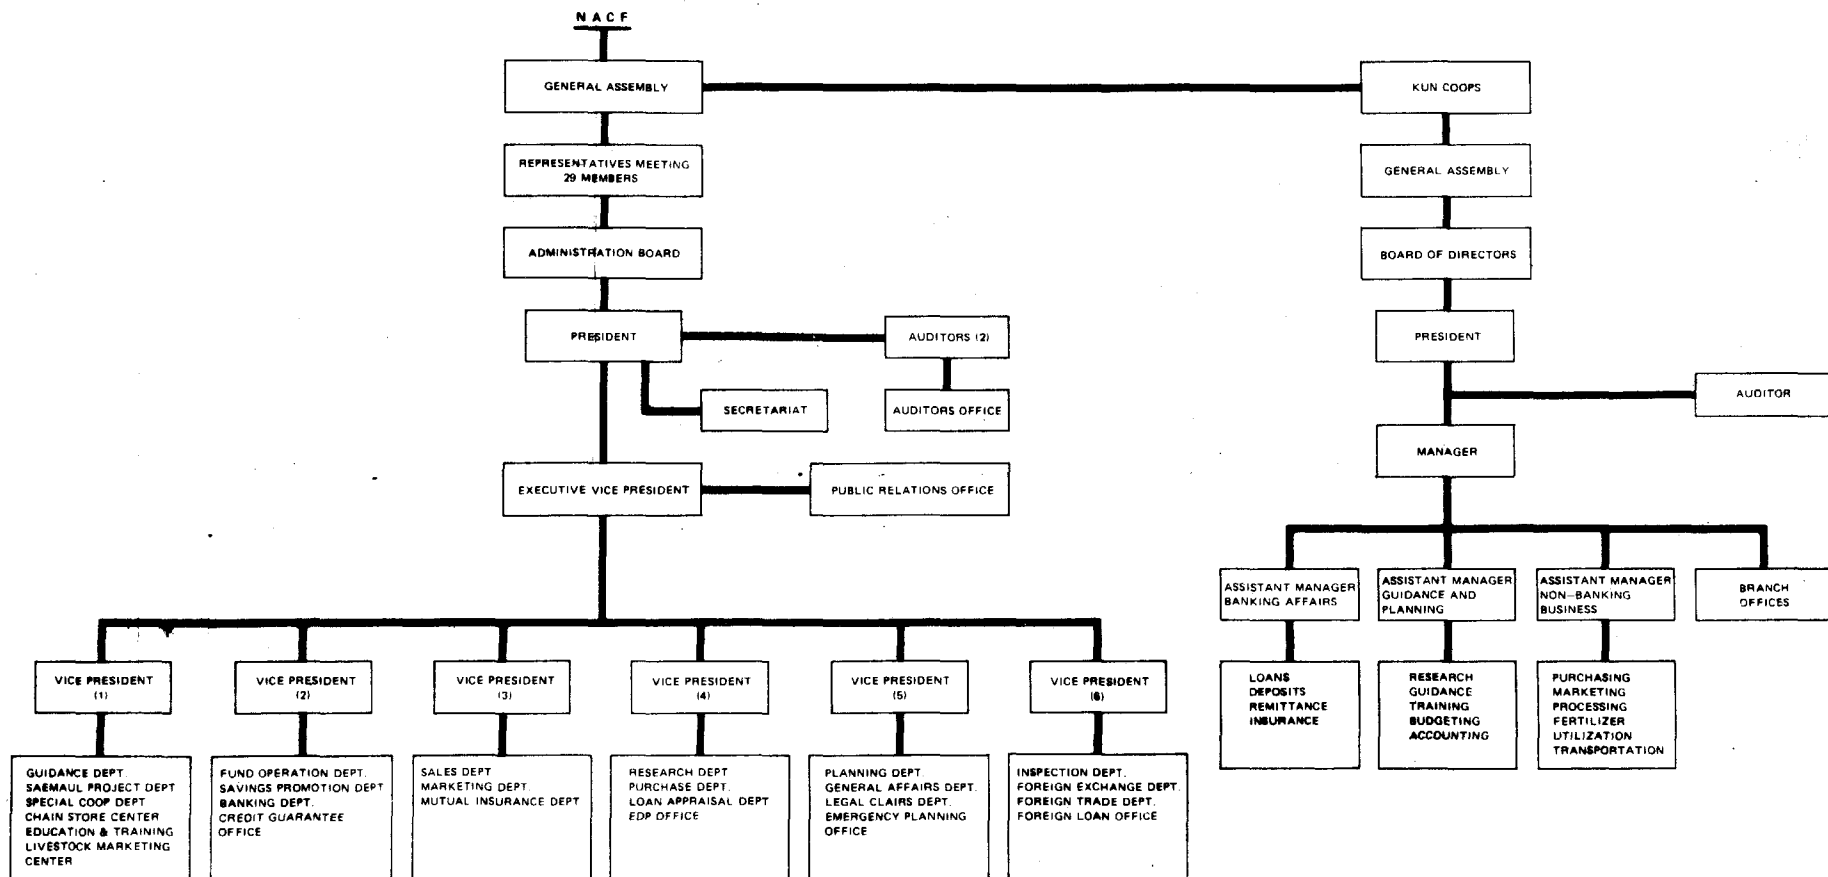 NACF
GENERAL ASSEMBLY
REPRESENTATIVES MEETING
29 MEMBERS
ADMINISTRATION BOARD
PRESIDENT
AUDITORS (2)
SECRETARIAT
AUDITORS OFFICE
EXECUTIVE VICE PRESIDENT
PUBLIC RELATIONS OFFICE
VICE PRESIDENT
(1)
GUIDANCE DEPT.
SAEMAUL PROJECT DEPT
SPECIAL COOP DEPT
CHAIN STORE CENTER
EDUCATION & TRAINING
LIVESTOCK MARKETING
CENTER
VICE PRESIDENT
(2)
FUND OPERATION DEPT.
SAVINGS PROMOTION DEPT
BANKING DEPT.
CREDIT GUARANTEE
OFFICE
VICE PRESIDENT
(3)
SALES DEPT
MARKETING DEPT.
MUTUAL INSURANCE DEPT
VICE PRESIDENT
(4)
RESEARCH DEPT
PURCHASE DEPT.
LOAN APPRAISAL DEPT
EDP OFFICE
VICE PRESIDENT
(5)
PLANNING DEPT.
GENERAL AFFAIRS DEPT.
LEGAL CLAIRS DEPT.
EMERGENCY PLANNING
OFFICE
VICE PRESIDENT
(6)
INSPECTION DEPT.
FOREIGN EXCHANGE DEPT.
FOREIGN TRADE DEPT.
FOREIGN LOAN OFFICE
KUN COOPS
GENERAL ASSEMBLY
BOARD OF DIRECTORS
PRESIDENT
AUDITOR
MANAGER
ASSISTANT MANAGER
BANKING AFFAIRS
LOANS
DEPOSITS
REMITTANCE
INSURANCE
ASSISTANT MANAGER
GUIDANCE AND
PLANNING
RESEARCH
GUIDANCE
TRAINING
BUDGETING
ACCOUNTING
ASSISTANT MANAGER
NON-BANKING
BUSINESS
PURCHASING
MARKETING
PROCESSING
FERTILIZER
UTILIZATION
TRANSPORTATION
BRANCH
OFFICES